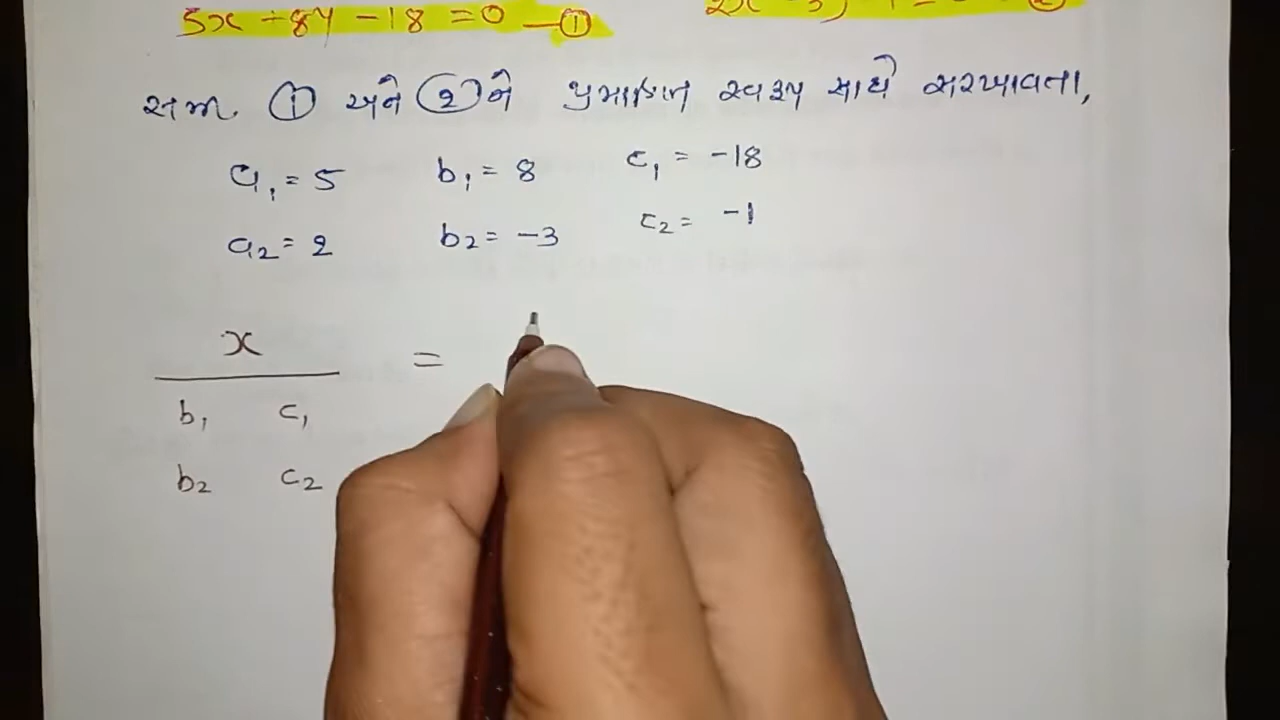 5x + 8y - 18 = 0 — ①
સમ. ① અને ②ને પ્રમાણિત સ્વરૂપ સાથે સરખાવતા,
a₁ = 5 b₁ = 8 c₁ = -18
a₂ = 2 b₂ = -3 c₂ = -1
x =
b₁ c₁
b₂ c₂